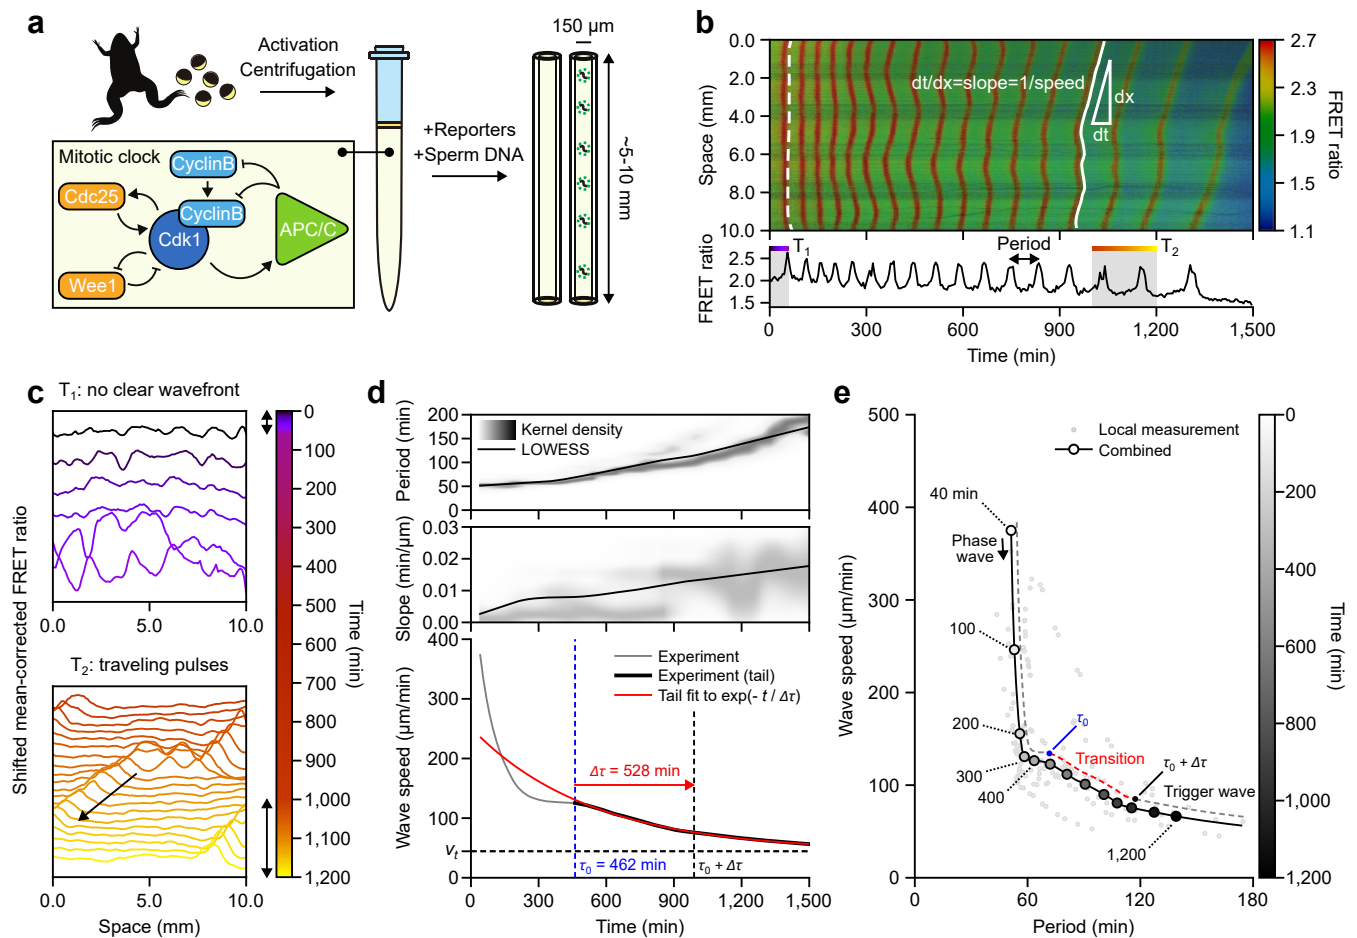 a
Activation
Centrifugation
150 µm
+Reporters
+Sperm DNA
~5-10 mm
Mitotic clock
CyclinB
Cdc25
CyclinB
Cdk1
APC/C
Wee1
b
Space (mm)
0.0
2.0
4.0
6.0
8.0
10.0
dt/dx=slope=1/speed
dx
dt
2.7
2.3
1.9
1.5
1.1
FRET ratio
FRET ratio
2.5
2.0
1.5
T1
Period
T2
0
300
600
900
1,200
1,500
Time (min)
c
T1: no clear wavefront
0.0
5.0
10.0
T2: traveling pulses
0.0
5.0
10.0
Space (mm)
Shifted mean-corrected FRET ratio
0
100
200
300
400
500
600
700
800
900
1,000
1,100
1,200
Time (min)
d
Period (min)
200
150
100
50
0
Kernel density
LOWESS
Slope (min/µm)
0.03
0.02
0.01
0
Wave speed (µm/min)
400
300
200
100
vt
0
Experiment
Experiment (tail)
Tail fit to exp(- t / Δτ)
Δτ = 528 min
τ0 = 462 min
τ0 + Δτ
0
300
600
900
1,200
1,500
Time (min)
e
Wave speed (µm/min)
500
400
300
200
100
0
Local measurement
Combined
40 min
Phase
wave
100
200
300
400
τ0
Transition
τ0 + Δτ
Trigger wave
1,200
0
30
60
90
120
150
180
Period (min)
0
200
400
600
800
1,000
1,200
Time (min)